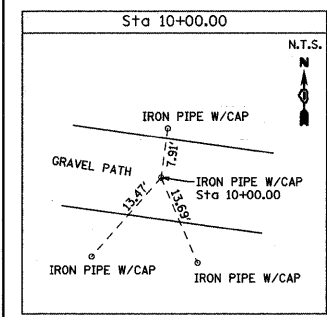 Sta 10+00.00
N.T.S.
N
IRON PIPE W/CAP
7.91'
GRAVEL PATH
IRON PIPE W/CAP
Sta 10+00.00
13.47'
13.69'
IRON PIPE W/CAP
IRON PIPE W/CAP